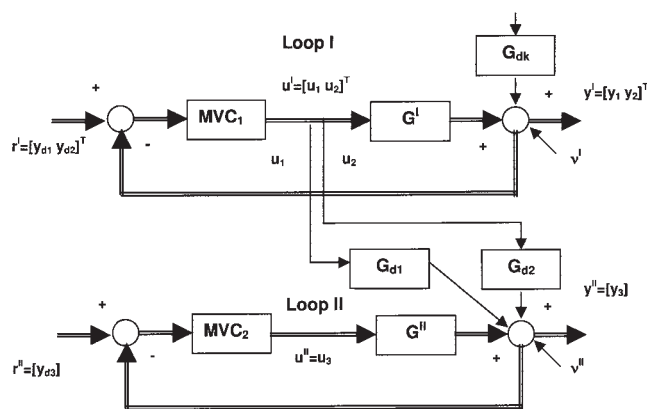 Loop I
G_dk
+
u^I=[u_1 u_2]^T
+
y^I=[y_1 y_2]^T
MVC_1
G^I
r^I=[y_d1 y_d2]^T
-
u_1
u_2
+
ν^I
G_d1
G_d2
y^II=[y_3]
+
Loop II
+
MVC_2
G^II
r^II=[y_d3]
-
u^II=u_3
+
ν^II